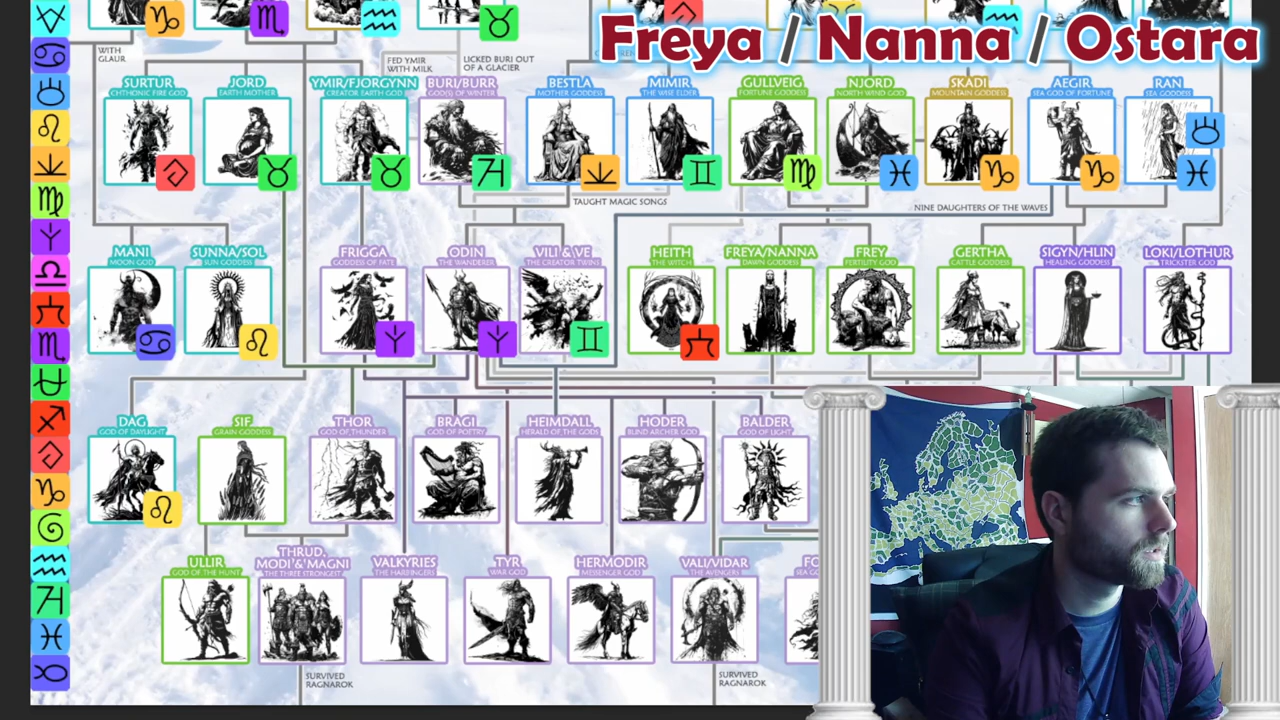 Freya / Nanna / Ostara
WITH
GLAUR
FED YMIR
WITH MILK
LICKED BURI OUT
OF A GLACIER
SURTUR
CHTHONIC FIRE GOD
JORD
EARTH MOTHER
YMIR/FJORGYNN
CREATOR EARTH GOD
BURI/BURR
GOD(S) OF WINTER
BESTLA
MOTHER GODDESS
MIMIR
THE WISE ELDER
GULLVEIG
FORTUNE GODDESS
NJORD
NORTH WIND GOD
SKADI
MOUNTAIN GODDESS
AEGIR
SEA GOD OF FORTUNE
RAN
SEA GODDESS
TAUGHT MAGIC SONGS
NINE DAUGHTERS OF THE WAVES
MANI
MOON GOD
SUNNA/SOL
SUN GODDESS
FRIGGA
GODDESS OF FATE
ODIN
THE WANDERER
VILI & VE
THE CREATOR TWINS
HEITH
THE WITCH
FREYA/NANNA
DAWN GODDESS
FREY
FERTILITY GOD
GERTHA
CATTLE GODDESS
SIGYN/HLIN
HEALING GODDESS
LOKI/LOTHUR
TRICKSTER GOD
DAG
GOD OF DAYLIGHT
SIF
GRAIN GODDESS
THOR
GOD OF THUNDER
BRAGI
GOD OF POETRY
HEIMDALL
HERALD OF THE GODS
HODER
BLIND ARCHER GOD
BALDER
GOD OF LIGHT
ULLIR
GOD OF THE HUNT
THRUD,
MODI'&'MAGNI
THE THREE STRONGEST
VALKYRIES
THE HARBINGERS
TYR
WAR GOD
HERMODIR
MESSENGER GOD
VALI/VIDAR
THE AVENGERS
FO
SEA GO
SURVIVED
RAGNAROK
SURVIVED
RAGNAROK